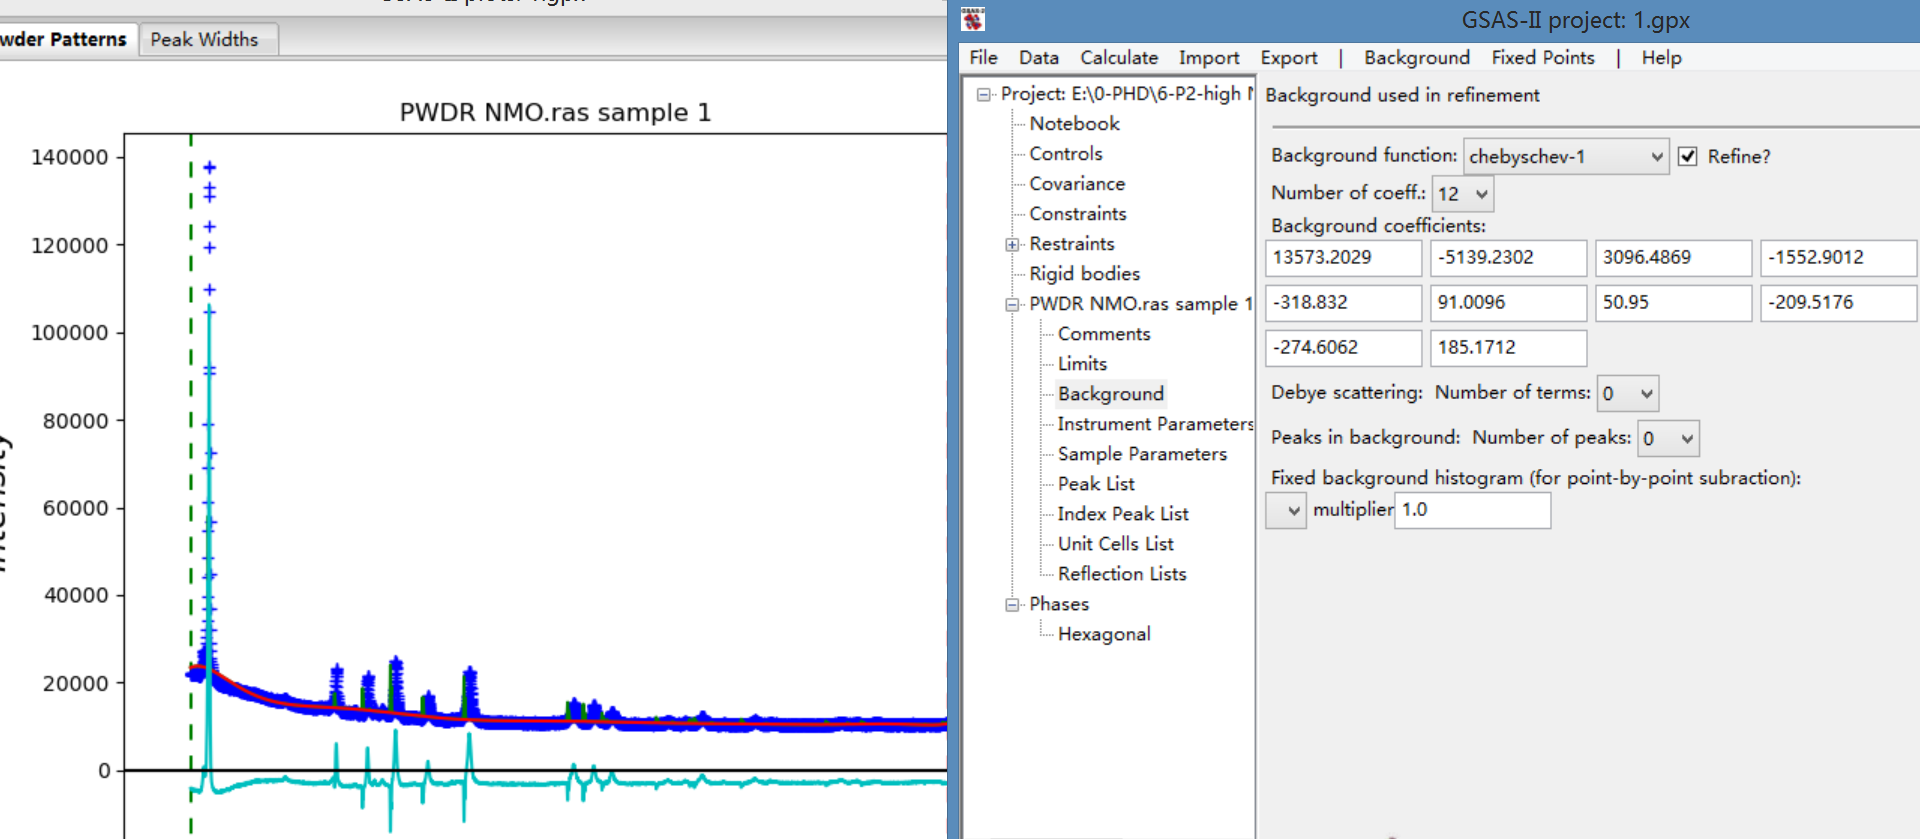 wder Patterns
Peak Widths
PWDR NMO.ras sample 1
140000
120000
100000
80000
60000
40000
20000
0
GSAS-II project: 1.gpx
File Data Calculate Import Export | Background Fixed Points | Help
Project: E:\0-PHD\6-P2-high
Notebook
Controls
Covariance
Constraints
Restraints
Rigid bodies
PWDR NMO.ras sample 1
Comments
Limits
Background
Instrument Parameters
Sample Parameters
Peak List
Index Peak List
Unit Cells List
Reflection Lists
Phases
Hexagonal
Background used in refinement
Background function: chebyschev-1 Refine?
Number of coeff.: 12
Background coefficients:
13573.2029 -5139.2302 3096.4869 -1552.9012
-318.832 91.0096 50.95 -209.5176
-274.6062 185.1712
Debye scattering: Number of terms: 0
Peaks in background: Number of peaks: 0
Fixed background histogram (for point-by-point subraction):
multiplier 1.0